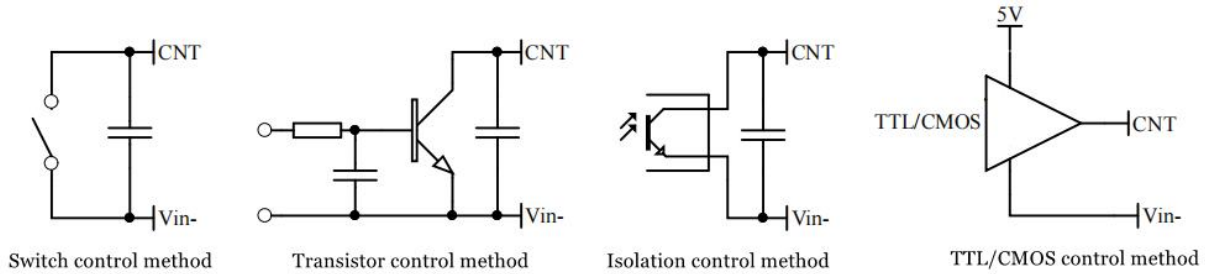 CNT
Vin-
Switch control method
CNT
Vin-
Transistor control method
CNT
Vin-
Isolation control method
5V
TTL/CMOS
CNT
Vin-
TTL/CMOS control method